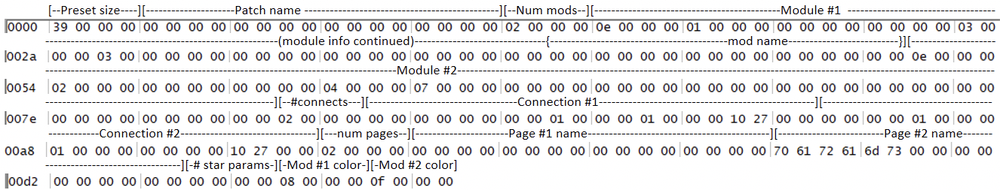 [--Preset size----][---------------------Patch name ----------------------------------------------][--Num mods--][--------------------------------------------Module #1 -----------------------------------
0000 39 00 00 00 00 00 00 00 00 00 00 00 00 00 00 00 00 00 00 00 02 00 00 00 0e 00 00 00 01 00 00 00 00 00 00 00 00 00 00 00 03 00
-------------------------------------------------------(module info continued)-------------------------------{------------------------------------------mod name---------------------------}][--------------------
002a 00 00 03 00 00 00 00 00 00 00 00 00 00 00 00 00 00 00 00 00 00 00 00 00 00 00 00 00 00 00 00 00 00 00 00 00 00 00 0e 00 00 00
-----------------------------------------------------------------------------------Module #2--------------------------------------------------------------------------------------------------------------------------------
0054 02 00 00 00 00 00 00 00 00 00 00 00 04 00 00 00 07 00 00 00 00 00 00 00 00 00 00 00 00 00 00 00 00 00 00 00 00 00 00 00 00 00
------------------------------------------------------][--#connects---][-----------------------------------Connection #1---------------------------------------------------][----------------------------------------
007e 00 00 00 00 00 00 00 00 00 00 02 00 00 00 00 00 00 00 00 00 00 00 01 00 00 00 01 00 00 00 10 27 00 00 00 00 00 00 01 00 00 00
------------Connection #2--------------------------------][---num pages--][----------------------Page #1 name--------------------------------------][-------------------------Page #2 name-------
00a8 01 00 00 00 00 00 00 00 10 27 00 00 02 00 00 00 00 00 00 00 00 00 00 00 00 00 00 00 00 00 00 00 70 61 72 61 6d 73 00 00 00 00
--------------------------------][-# star params-][-Mod #1 color-][-Mod #2 color]
00d2 00 00 00 00 00 00 00 00 00 00 08 00 00 00 0f 00 00 00